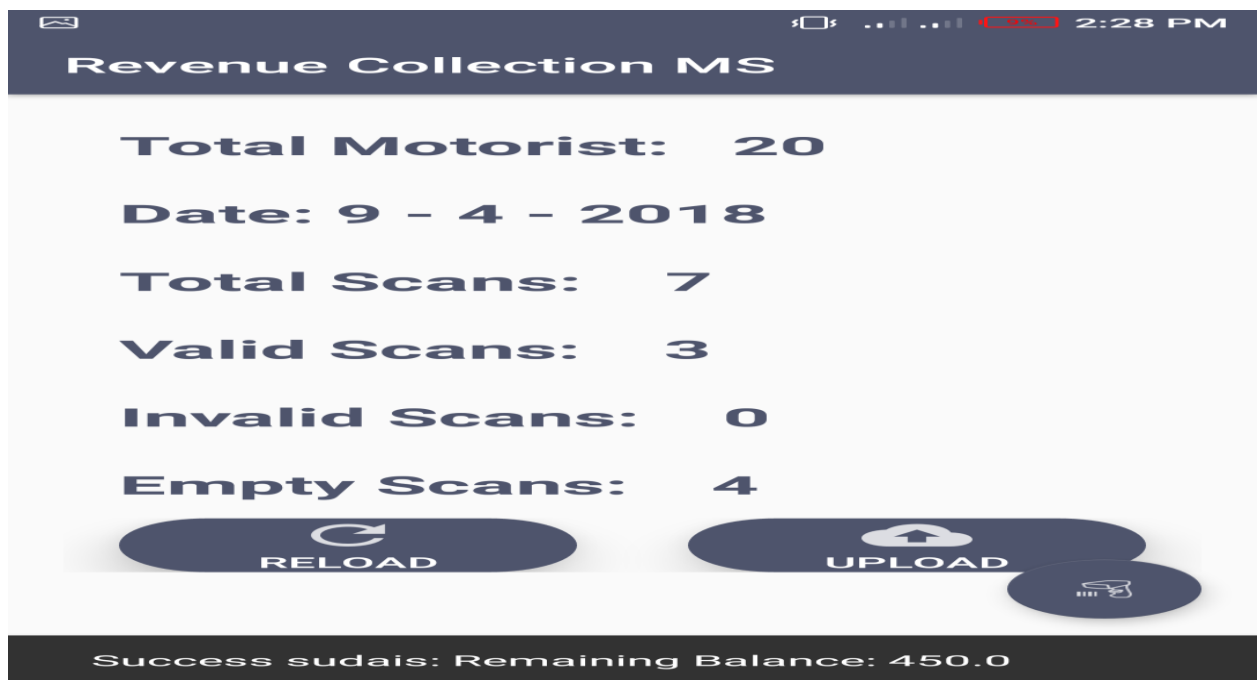 9% 2:28 PM
Revenue Collection MS
Total Motorist: 20
Date: 9 - 4 - 2018
Total Scans: 7
Valid Scans: 3
Invalid Scans: 0
Empty Scans: 4
RELOAD UPLOAD
Success sudais: Remaining Balance: 450.0